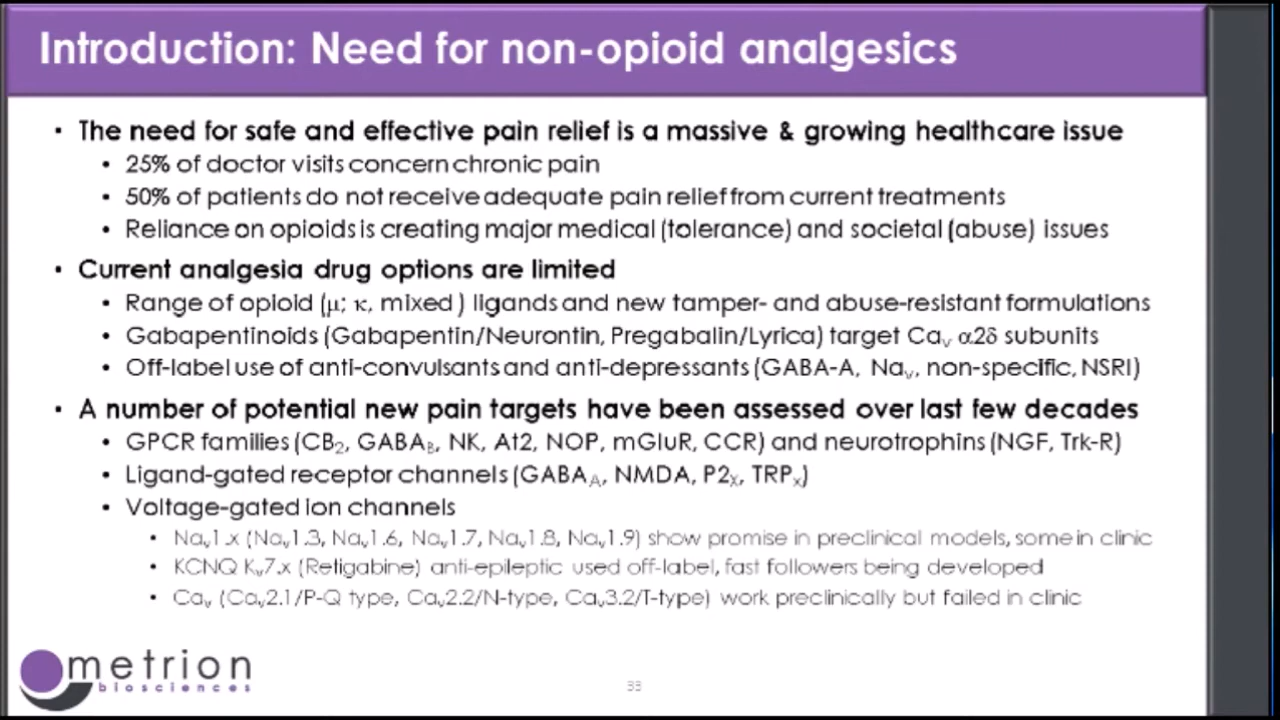 Introduction: Need for non-opioid analgesics
• The need for safe and effective pain relief is a massive & growing healthcare issue
• 25% of doctor visits concern chronic pain
• 50% of patients do not receive adequate pain relief from current treatments
• Reliance on opioids is creating major medical (tolerance) and societal (abuse) issues
• Current analgesia drug options are limited
• Range of opioid (μ; κ, mixed ) ligands and new tamper- and abuse-resistant formulations
• Gabapentinoids (Gabapentin/Neurontin, Pregabalin/Lyrica) target Caᵥ α2δ subunits
• Off-label use of anti-convulsants and anti-depressants (GABA-A, Naᵥ, non-specific, NSRI)
• A number of potential new pain targets have been assessed over last few decades
• GPCR families (CB₂, GABA_B, NK, At2, NOP, mGluR, CCR) and neurotrophins (NGF, Trk-R)
• Ligand-gated receptor channels (GABA_A, NMDA, P2ₓ, TRPₓ)
• Voltage-gated ion channels
• Naᵥ1.x (Naᵥ1.3, Naᵥ1.6, Naᵥ1.7, Naᵥ1.8, Naᵥ1.9) show promise in preclinical models, some in clinic
• KCNQ Kᵥ7.x (Retigabine) anti-epileptic used off-label, fast followers being developed
• Caᵥ (Caᵥ2.1/P-Q type, Caᵥ2.2/N-type, Caᵥ3.2/T-type) work preclinically but failed in clinic
metrion
biosciences
33